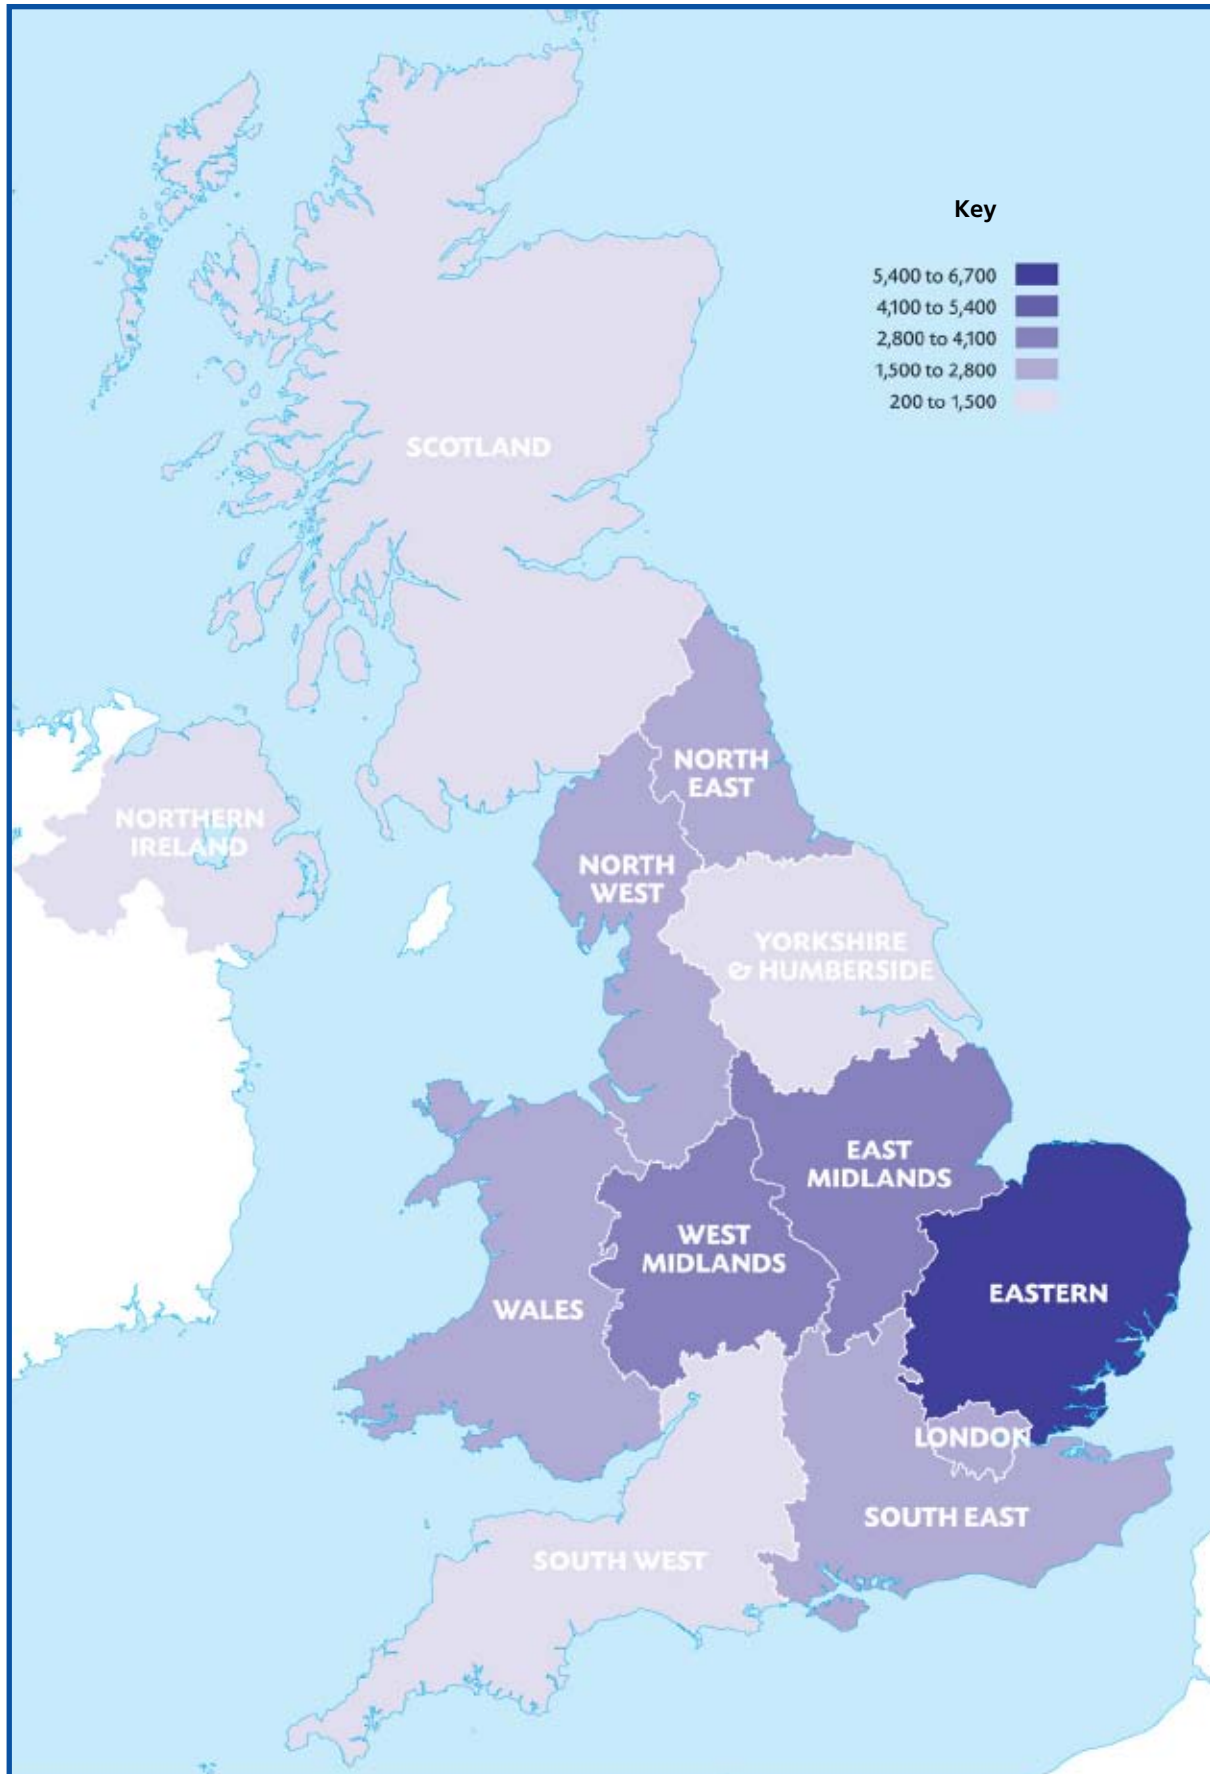 Key
5,400 to 6,700
4,100 to 5,400
2,800 to 4,100
1,500 to 2,800
200 to 1,500
SCOTLAND
NORTH
EAST
NORTHERN
IRELAND
NORTH
WEST
YORKSHIRE
& HUMBERSIDE
EAST
MIDLANDS
WEST
MIDLANDS
EASTERN
WALES
LONDON
SOUTH EAST
SOUTH WEST